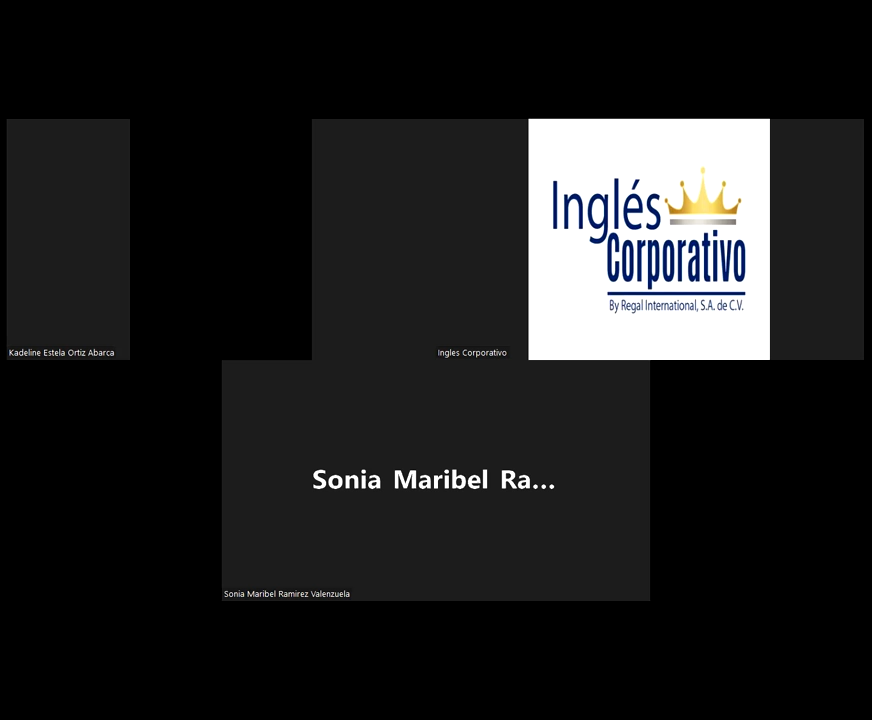 Inglés
Corporativo
By Regal International, S.A. de C.V.
Kadeline Estela Ortiz Abarca
Ingles Corporativo
Sonia Maribel Ra...
Sonia Maribel Ramirez Valenzuela